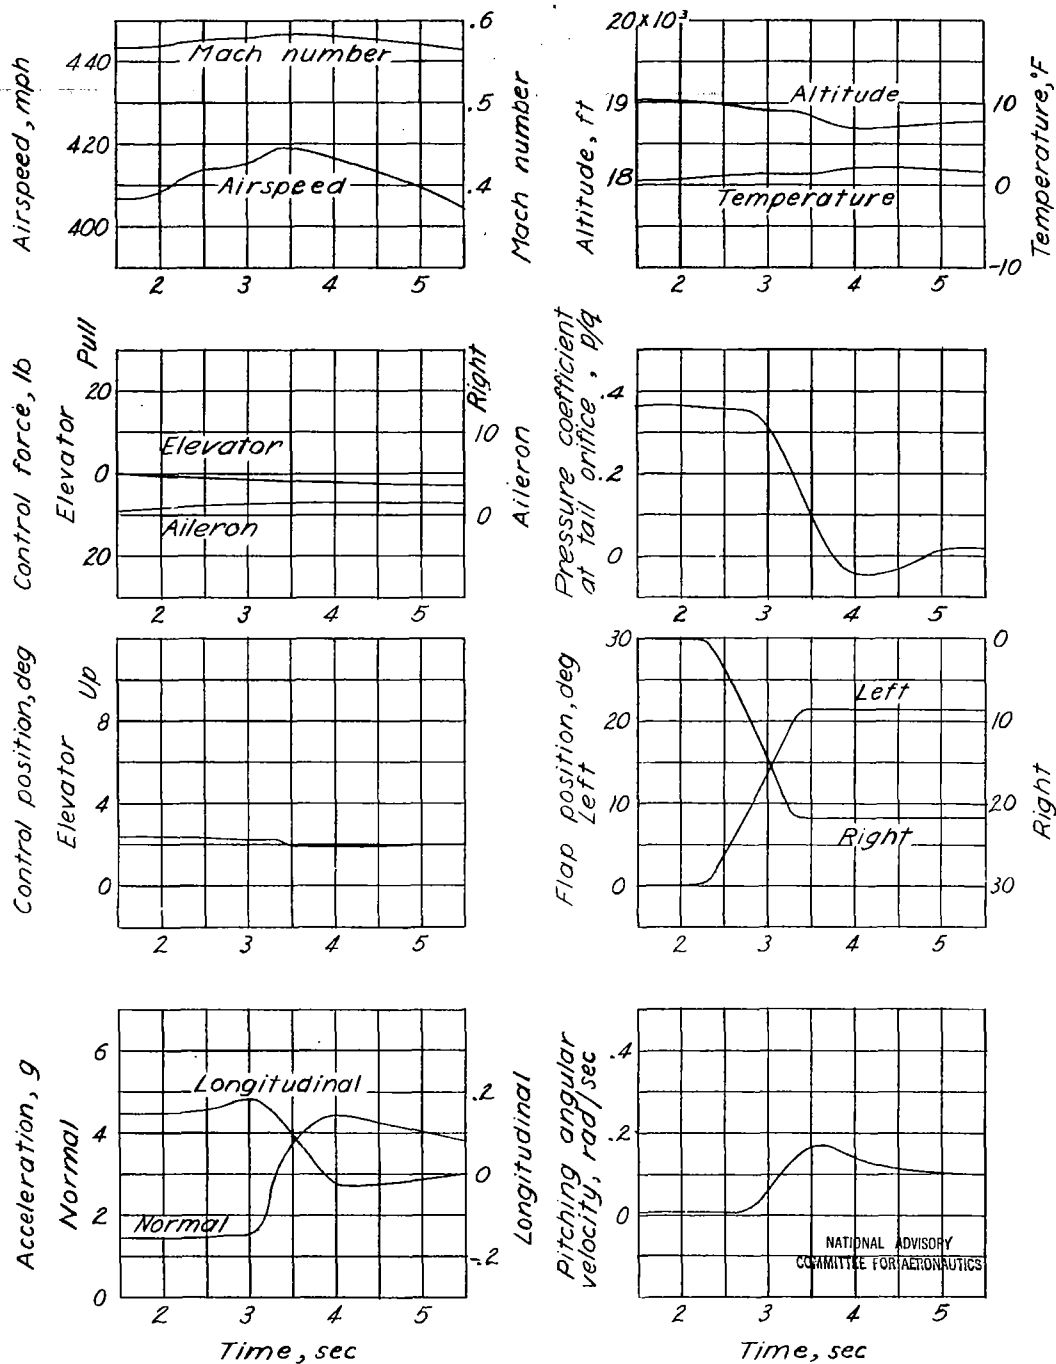 Airspeed, mph
440
420
400
Mach number
Airspeed
.6
.5
.4
Mach number
2 3 4 5
Altitude, ft
20x10³
19
18
Altitude
Temperature
10
0
-10
Temperature, °F
2 3 4 5
Control force, lb
Elevator
Pull
20
0
20
Elevator
Aileron
Right
10
0
Aileron
2 3 4 5
Pressure coefficient
at tail orifice, p/q
.4
.2
0
2 3 4 5
Control position, deg
Elevator
Up
8
4
0
2 3 4 5
Flap position, deg
Left
30
20
10
0
Left
Right
0
10
20
30
Right
2 3 4 5
Acceleration, g
Normal
6
4
2
0
Longitudinal
Normal
.2
0
-.2
Longitudinal
2 3 4 5
Time, sec
Pitching angular
velocity, rad/sec
.4
.2
0
NATIONAL ADVISORY
COMMITTEE FOR AERONAUTICS
2 3 4 5
Time, sec